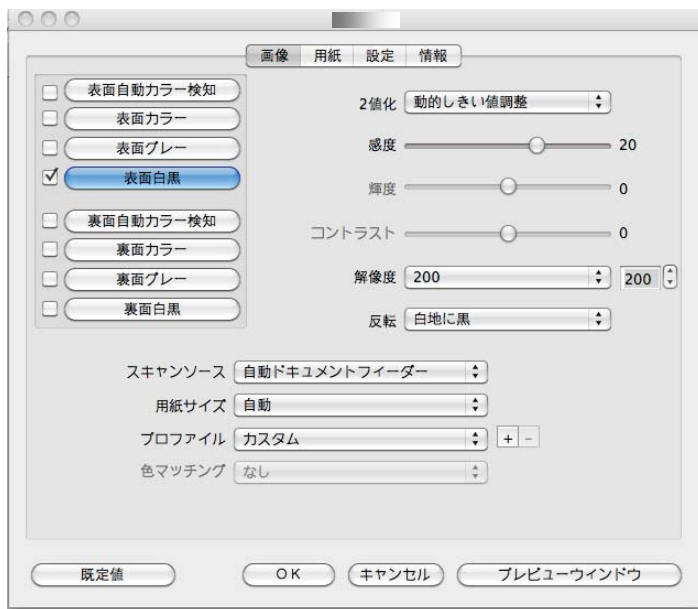 画像 用紙 設定 情報
表面自動カラー検知
表面カラー
表面グレー
表面白黒
裏面自動カラー検知
裏面カラー
裏面グレー
裏面白黒
2値化 動的しきい値調整
感度 20
輝度 0
コントラスト 0
解像度 200 200
反転 白地に黒
スキャンソース 自動ドキュメントフィーダー
用紙サイズ 自動
プロファイル カスタム + -
色マッチング なし
既定値 OK キャンセル プレビューウインドウ